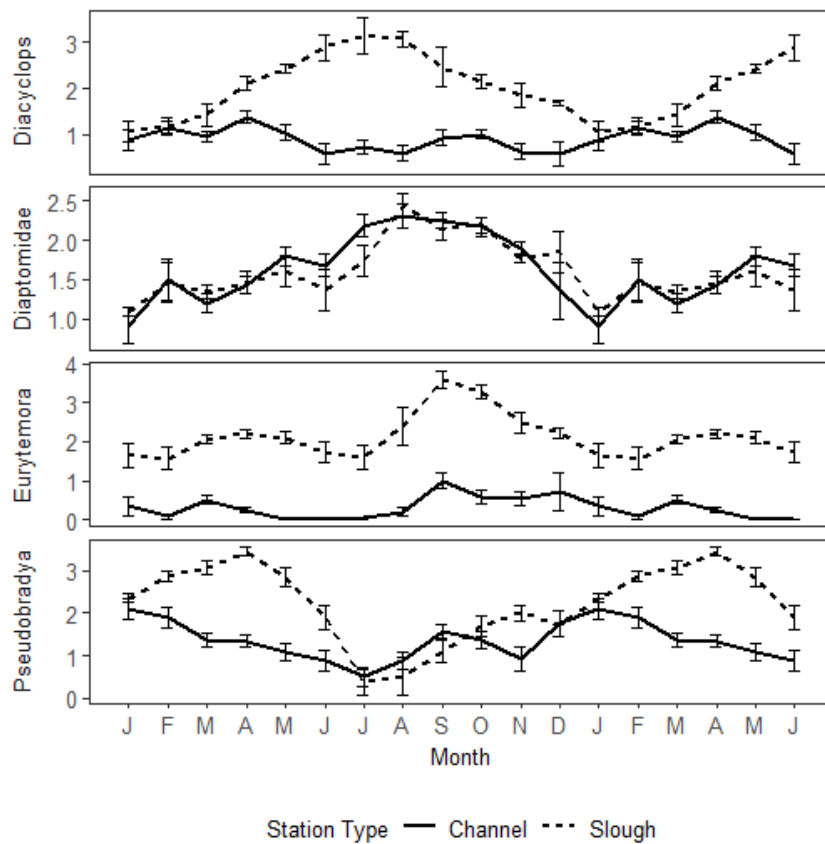 Diacyclops
3
2
1
Diaptomidae
2.5
2.0
1.5
1.0
Eurytemora
4
3
2
1
0
Pseudobradya
3
2
1
0
J F M A M J J A S O N D J F M A M J
Month
Station Type Channel Slough